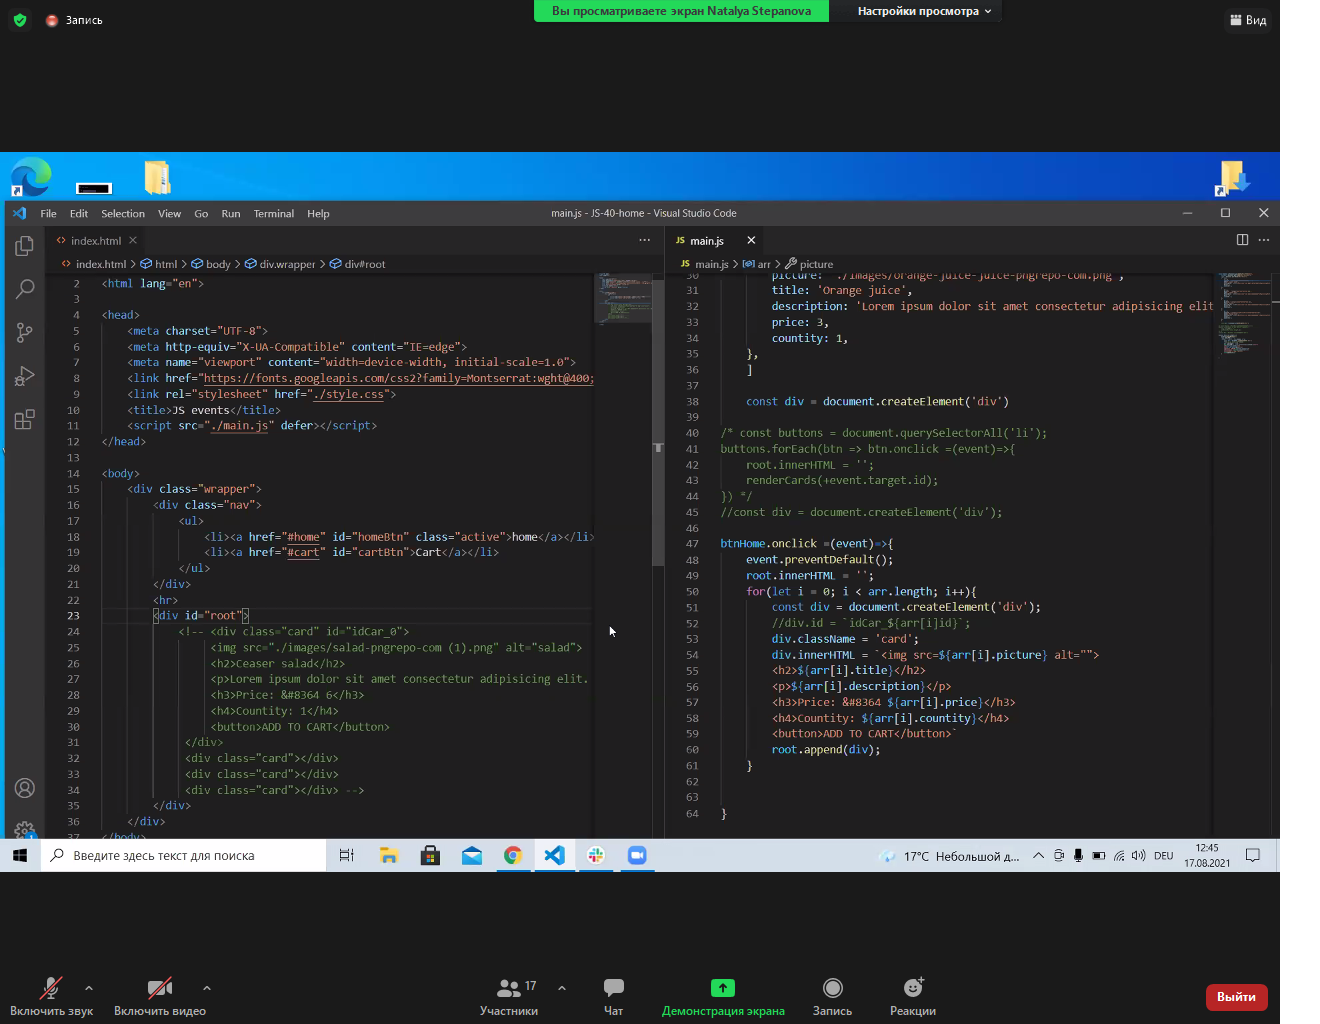 Запись
Вы просматриваете экран Natalya Stepanova
Настройки просмотра
Вид
File Edit Selection View Go Run Terminal Help
main.js - JS-40-home - Visual Studio Code
index.html
index.html > html > body > div.wrapper > div#root
2 <html lang="en">
3
4 <head>
5 <meta charset="UTF-8">
6 <meta http-equiv="X-UA-Compatible" content="IE=edge">
7 <meta name="viewport" content="width=device-width, initial-scale=1.0">
8 <link href="https://fonts.googleapis.com/css2?family=Montserrat:wght@400;
9 <link rel="stylesheet" href="./style.css">
10 <title>JS events</title>
11 <script src="./main.js" defer></script>
12 </head>
13
14 <body>
15 <div class="wrapper">
16 <div class="nav">
17 <ul>
18 <li><a href="#home" id="homeBtn" class="active">home</a></li>
19 <li><a href="#cart" id="cartBtn">Cart</a></li>
20 </ul>
21 </div>
22 <hr>
23 <div id="root">
24 <!-- <div class="card" id="idCar_0">
25 <img src="./images/salad-pngrepo-com (1).png" alt="salad">
26 <h2>Ceaser salad</h2>
27 <p>Lorem ipsum dolor sit amet consectetur adipisicing elit.
28 <h3>Price: &#8364 6</h3>
29 <h4>Countity: 1</h4>
30 <button>ADD TO CART</button>
31 </div>
32 <div class="card"></div>
33 <div class="card"></div>
34 <div class="card"></div> -->
35 </div>
36 </div>
37 </body>
JS main.js
JS main.js > arr > picture
30 picture: './images/orange-juice-juice-pngrepo-com.png',
31 title: 'Orange juice',
32 description: 'Lorem ipsum dolor sit amet consectetur adipisicing elit
33 price: 3,
34 countity: 1,
35 },
36 ]
37
38 const div = document.createElement('div')
39
40 /* const buttons = document.querySelectorAll('li');
41 buttons.forEach(btn => btn.onclick =(event)=>{
42 root.innerHTML = '';
43 renderCards(+event.target.id);
44 }) */
45 //const div = document.createElement('div');
46
47 btnHome.onclick =(event)=>{
48 event.preventDefault();
49 root.innerHTML = '';
50 for(let i = 0; i < arr.length; i++){
51 const div = document.createElement('div');
52 //div.id = `idCar_${arr[i]id}`;
53 div.className = 'card';
54 div.innerHTML = `<img src=${arr[i].picture} alt="">
55 <h2>${arr[i].title}</h2>
56 <p>${arr[i].description}</p>
57 <h3>Price: &#8364 ${arr[i].price}</h3>
58 <h4>Countity: ${arr[i].countity}</h4>
59 <button>ADD TO CART</button>`
60 root.append(div);
61 }
62
63
64 }
Введите здесь текст для поиска
17°C Небольшой д...
DEU
12:45
17.08.2021
Включить звук
Включить видео
17
Участники
Чат
Демонстрация экрана
Запись
Реакции
Выйти